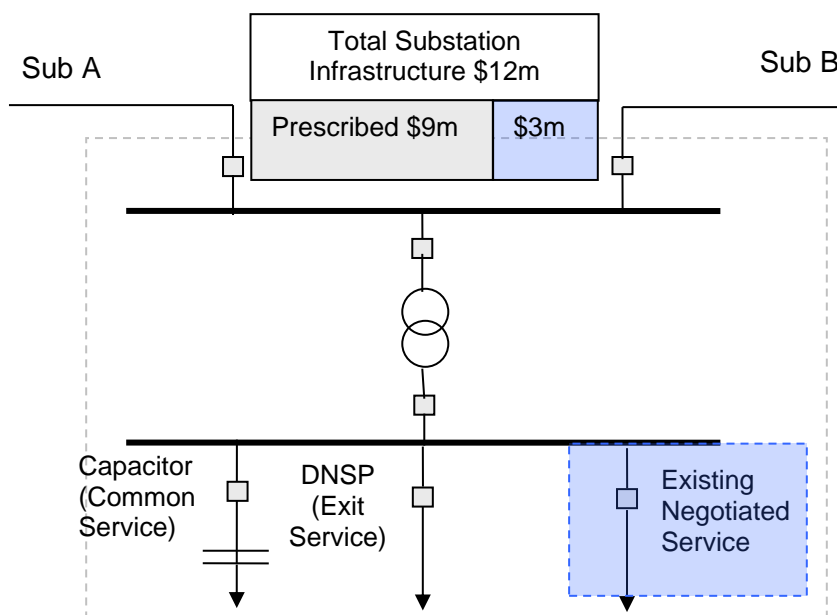 Total Substation
Infrastructure $12m
Sub A
Sub B
Prescribed $9m
$3m
Capacitor
(Common
Service)
DNSP
(Exit
Service)
Existing
Negotiated
Service